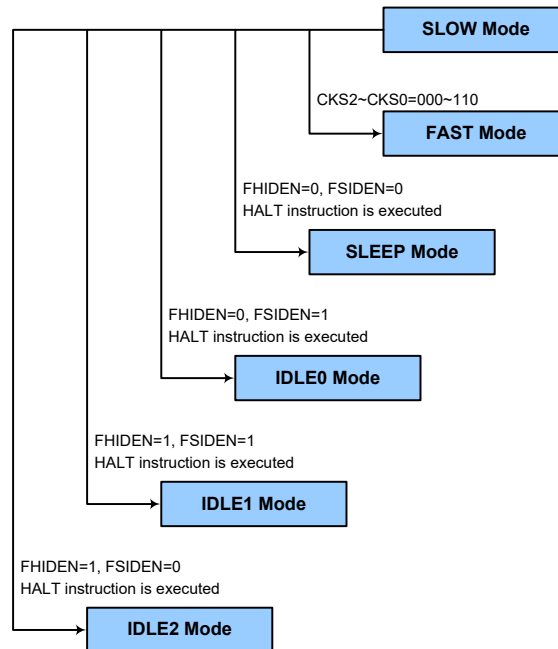 SLOW Mode
CKS2~CKS0=000~110
FAST Mode
FHIDEN=0, FSIDEN=0
HALT instruction is executed
SLEEP Mode
FHIDEN=0, FSIDEN=1
HALT instruction is executed
IDLE0 Mode
FHIDEN=1, FSIDEN=1
HALT instruction is executed
IDLE1 Mode
FHIDEN=1, FSIDEN=0
HALT instruction is executed
IDLE2 Mode